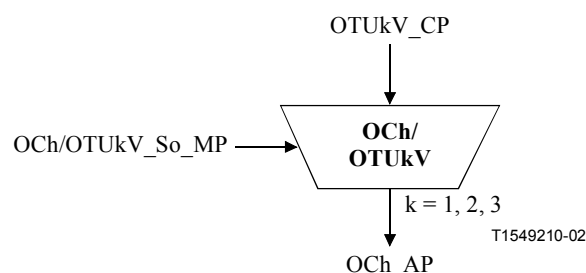 OTUkV_CP
OCh/OTUkV_So_MP
OCh/
OTUkV
k = 1, 2, 3
T1549210-02
OCh_AP